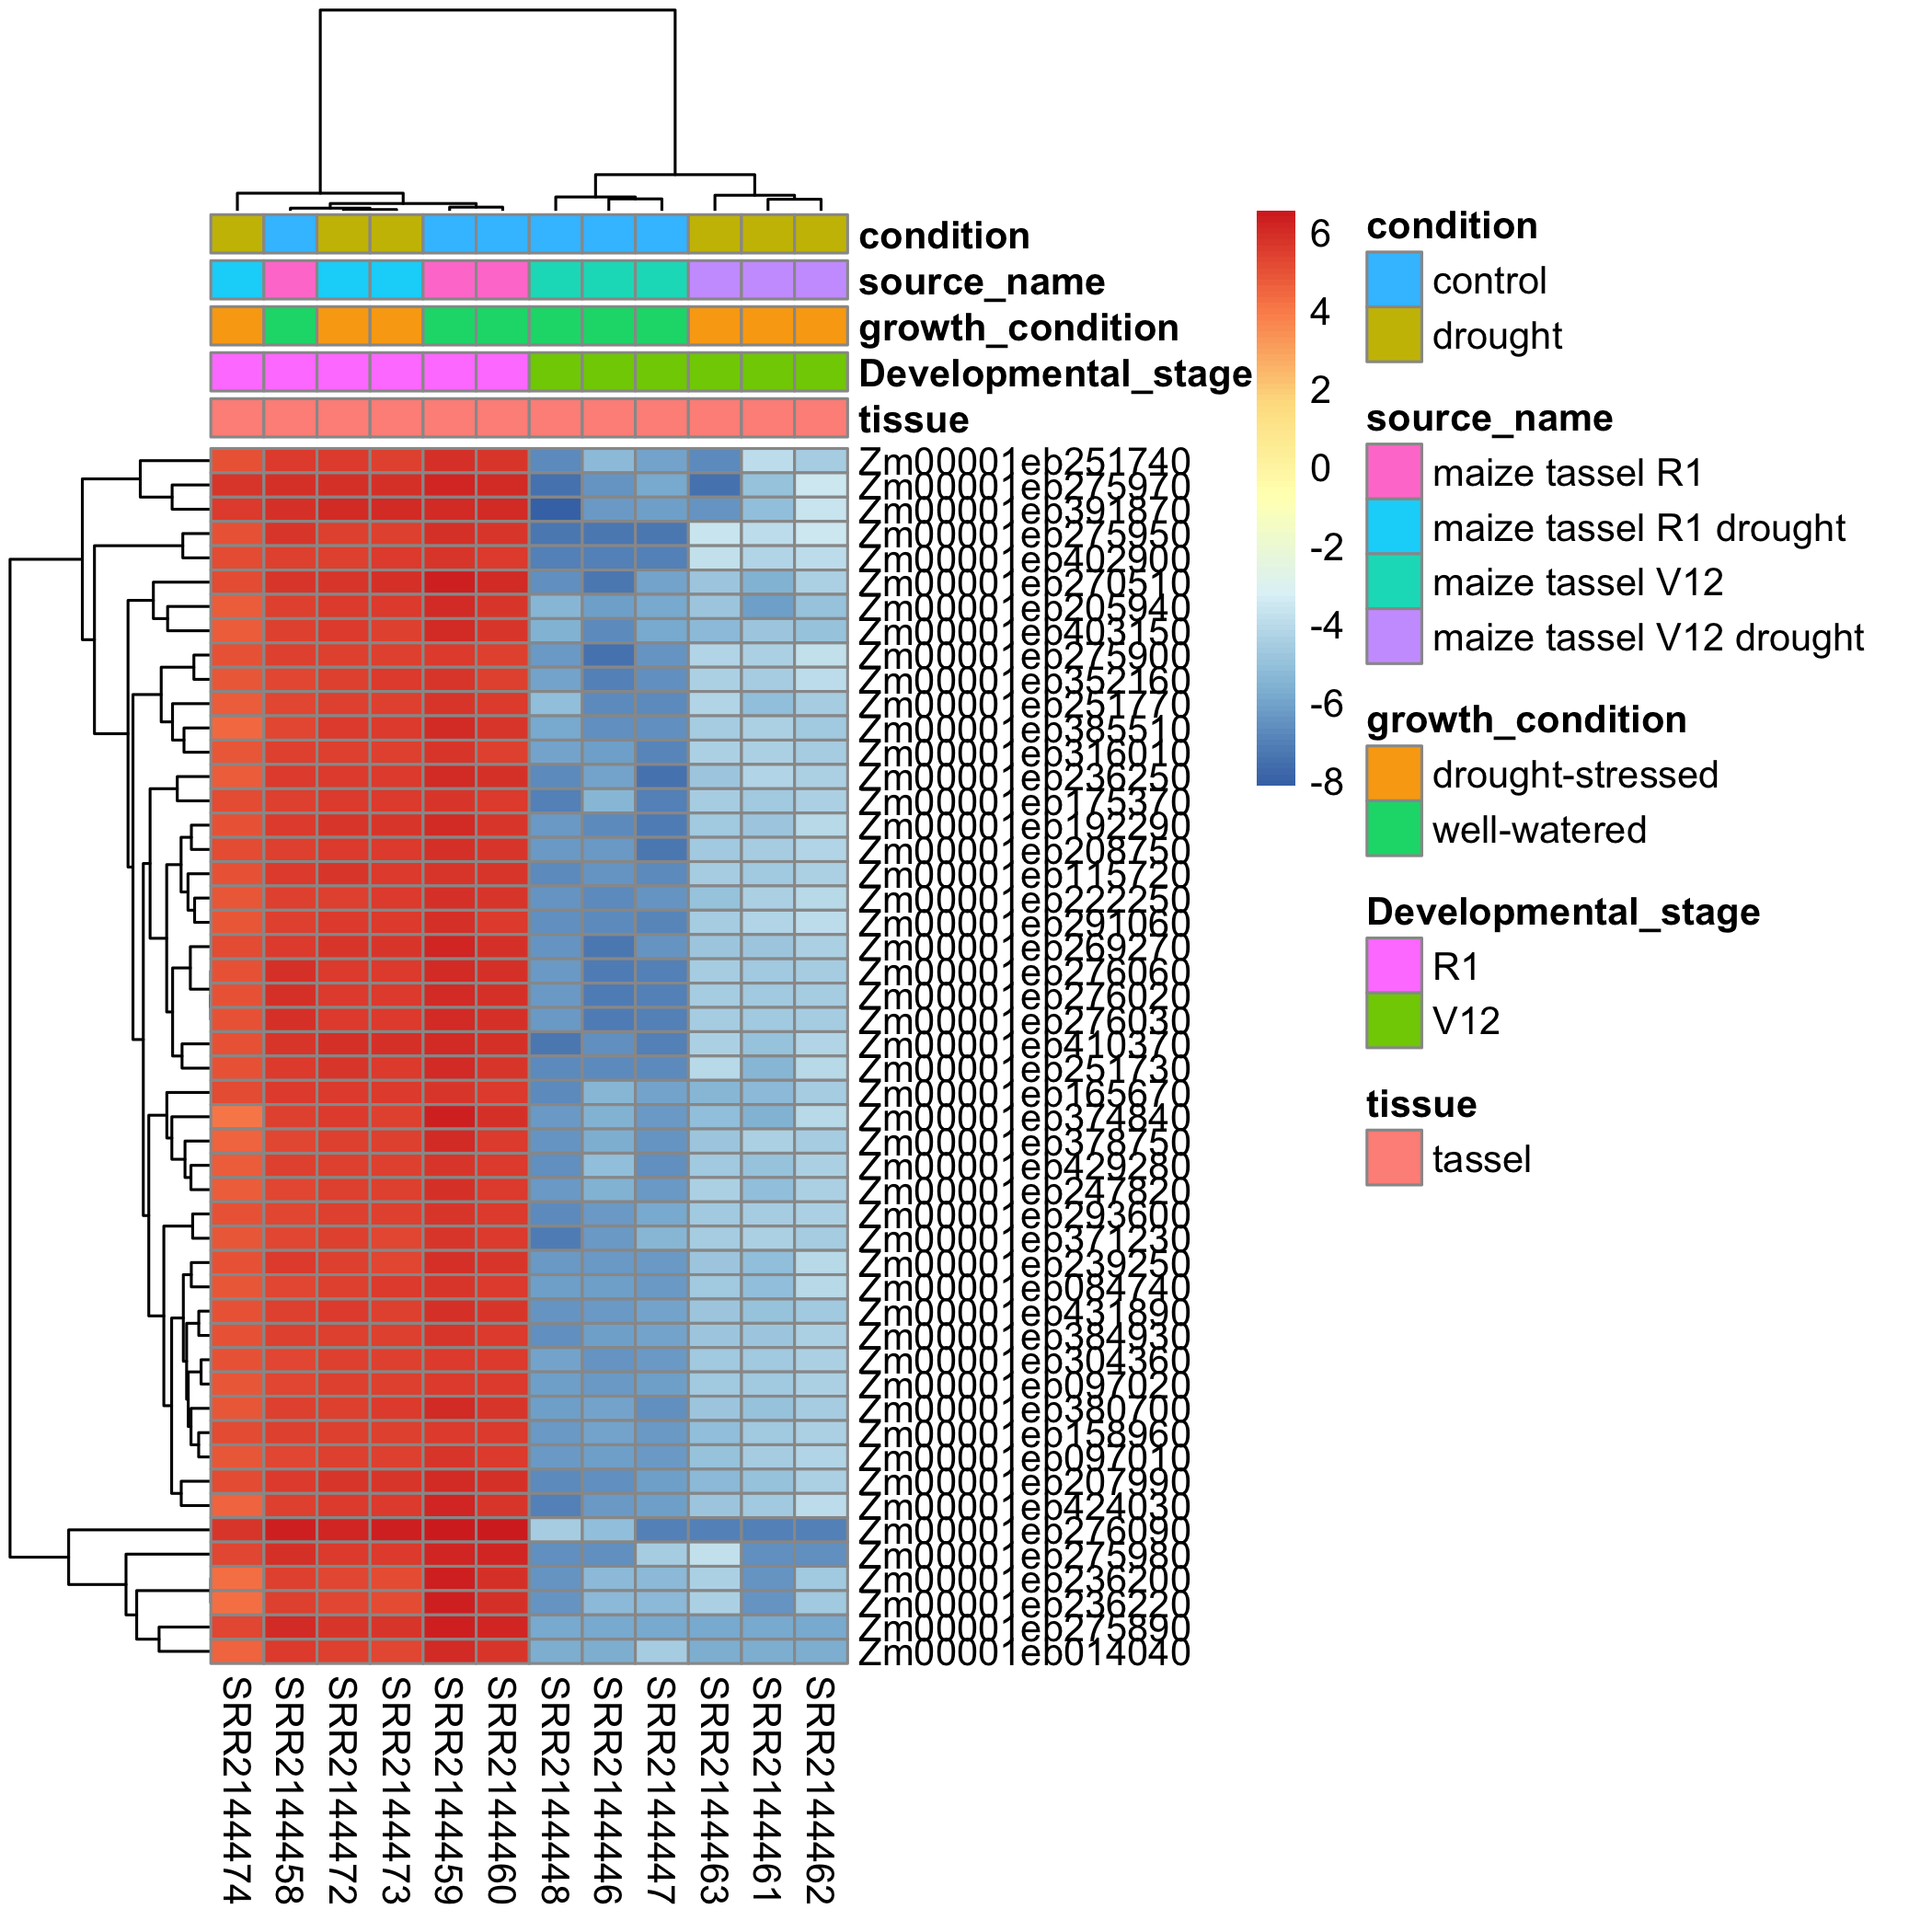 condition
source_name
growth_condition
Developmental_stage
tissue
Zm00001eb251740
Zm00001eb275970
Zm00001eb391870
Zm00001eb275950
Zm00001eb402900
Zm00001eb270510
Zm00001eb205940
Zm00001eb403150
Zm00001eb275900
Zm00001eb352160
Zm00001eb251770
Zm00001eb385510
Zm00001eb316010
Zm00001eb236250
Zm00001eb175370
Zm00001eb192290
Zm00001eb208750
Zm00001eb115720
Zm00001eb222250
Zm00001eb291060
Zm00001eb269270
Zm00001eb276060
Zm00001eb276020
Zm00001eb276030
Zm00001eb410370
Zm00001eb251730
Zm00001eb165670
Zm00001eb374840
Zm00001eb378750
Zm00001eb429280
Zm00001eb247820
Zm00001eb293600
Zm00001eb371230
Zm00001eb239250
Zm00001eb084740
Zm00001eb431890
Zm00001eb384930
Zm00001eb304360
Zm00001eb097020
Zm00001eb380700
Zm00001eb158960
Zm00001eb097010
Zm00001eb207990
Zm00001eb424030
Zm00001eb276090
Zm00001eb275980
Zm00001eb236200
Zm00001eb236220
Zm00001eb275890
Zm00001eb014040
SRR2144474
SRR2144458
SRR2144472
SRR2144473
SRR2144459
SRR2144460
SRR2144448
SRR2144446
SRR2144447
SRR2144463
SRR2144461
SRR2144462
6
4
2
0
-2
-4
-6
-8
condition
control
drought
source_name
maize tassel R1
maize tassel R1 drought
maize tassel V12
maize tassel V12 drought
growth_condition
drought-stressed
well-watered
Developmental_stage
R1
V12
tissue
tassel